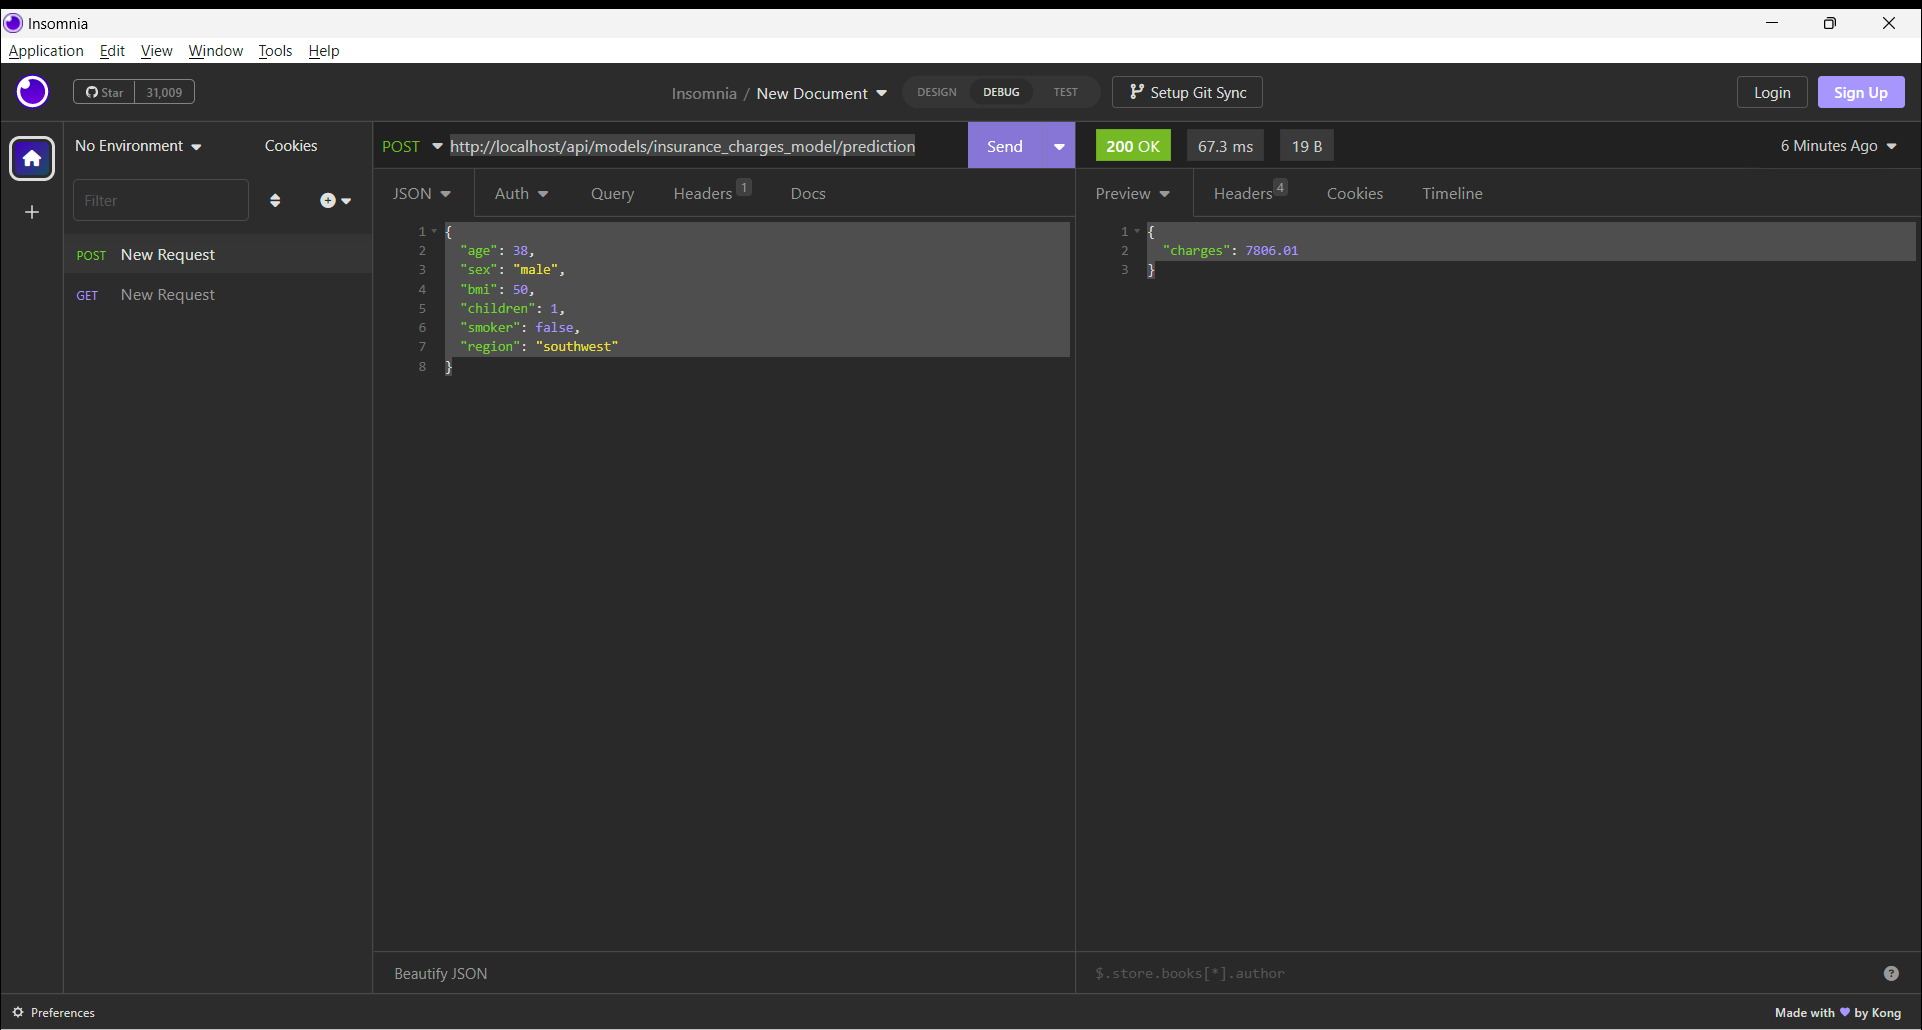 Insomnia
Application Edit View Window Tools Help
Star 31,009
Insomnia / New Document
DESIGN DEBUG TEST
Setup Git Sync
Login Sign Up
No Environment Cookies
Filter
POST New Request
GET New Request
POST http://localhost/api/models/insurance_charges_model/prediction Send
JSON Auth Query Headers 1 Docs
1 {
2 "age": 38,
3 "sex": "male",
4 "bmi": 50,
5 "children": 1,
6 "smoker": false,
7 "region": "southwest"
8 }
Beautify JSON
200 OK 67.3 ms 19 B 6 Minutes Ago
Preview Headers 4 Cookies Timeline
1 {
2 "charges": 7806.01
3 }
$.store.books[*].author ?
Preferences
Made with by Kong